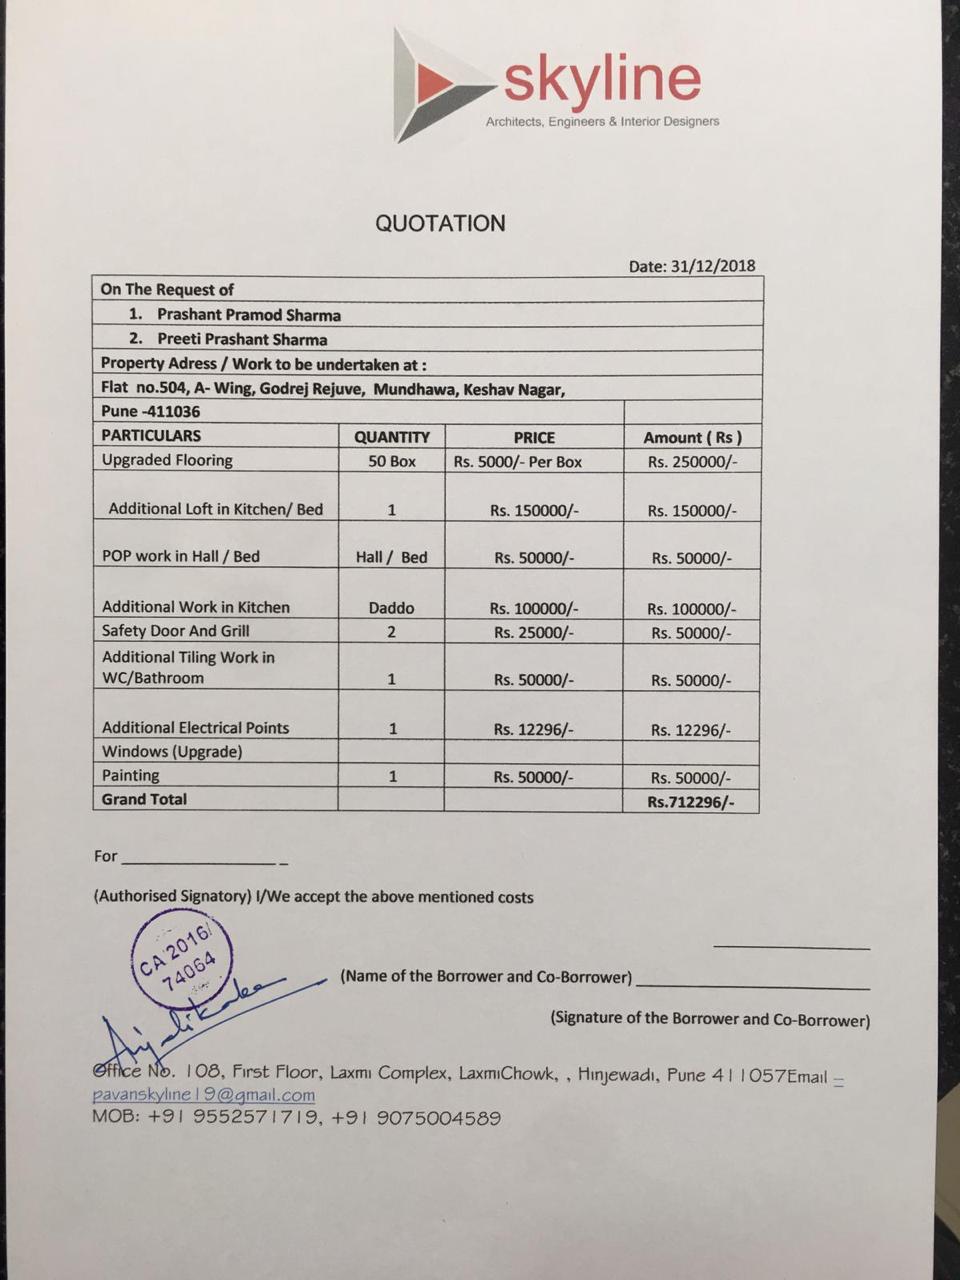 skyline
Architects, Engineers & Interior Designers
QUOTATION
Date: 31/12/2018
On The Request of
1. Prashant Pramod Sharma
2. Preeti Prashant Sharma
Property Adress / Work to be undertaken at :
Flat no.504, A- Wing, Godrej Rejuve, Mundhawa, Keshav Nagar,
Pune -411036
PARTICULARS QUANTITY PRICE Amount ( Rs )
Upgraded Flooring 50 Box Rs. 5000/- Per Box Rs. 250000/-
Additional Loft in Kitchen/ Bed 1 Rs. 150000/- Rs. 150000/-
POP work in Hall / Bed Hall / Bed Rs. 50000/- Rs. 50000/-
Additional Work in Kitchen Daddo Rs. 100000/- Rs. 100000/-
Safety Door And Grill 2 Rs. 25000/- Rs. 50000/-
Additional Tiling Work in
WC/Bathroom 1 Rs. 50000/- Rs. 50000/-
Additional Electrical Points 1 Rs. 12296/- Rs. 12296/-
Windows (Upgrade)
Painting 1 Rs. 50000/- Rs. 50000/-
Grand Total Rs.712296/-
For
(Authorised Signatory) I/We accept the above mentioned costs
CA 2016/
74064
(Name of the Borrower and Co-Borrower)
(Signature of the Borrower and Co-Borrower)
Office No. 108, First Floor, Laxmi Complex, LaxmiChowk, , Hinjewadi, Pune 411057Email –
pavanskyline19@gmail.com
MOB: +91 9552571719, +91 9075004589